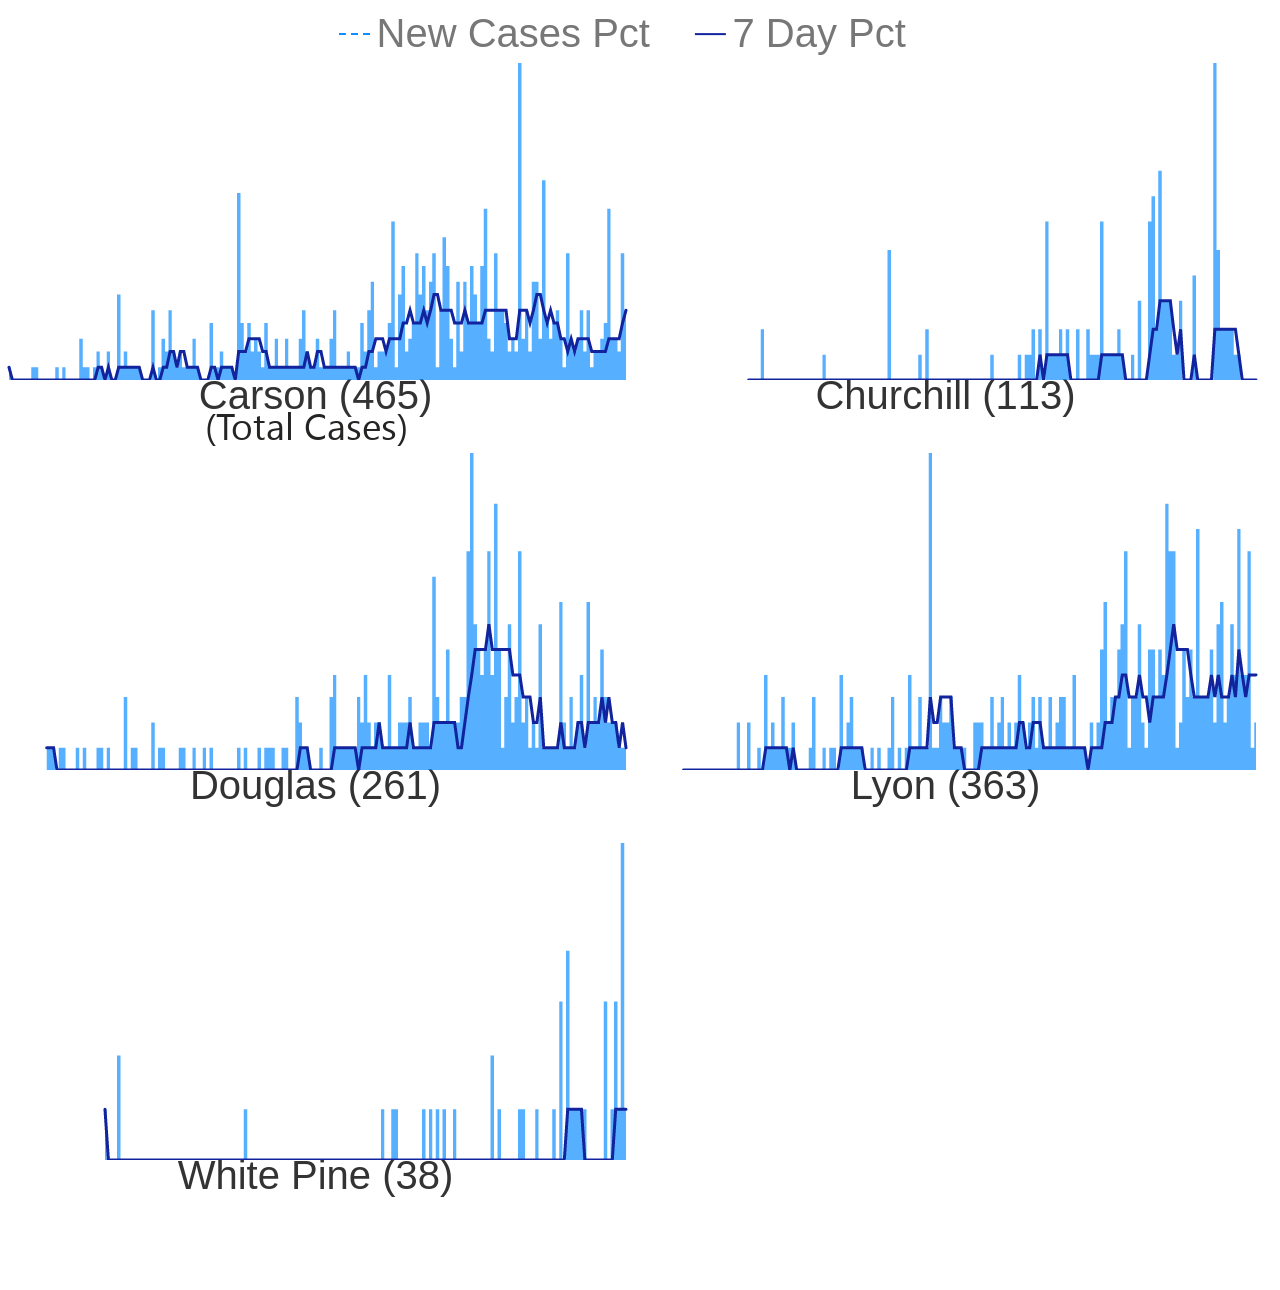 New Cases Pct 7 Day Pct
Carson (465)
(Total Cases)
Churchill (113)
Douglas (261)
Lyon (363)
White Pine (38)